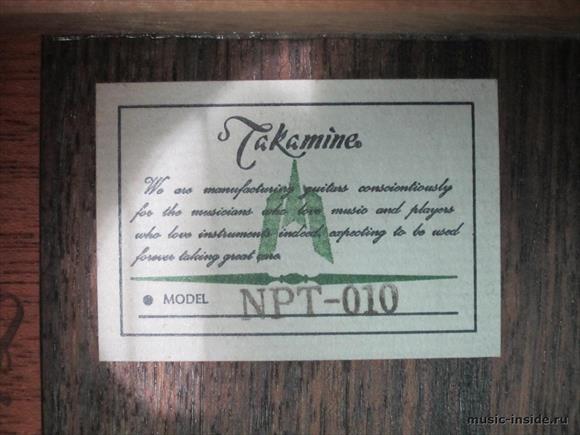 Takamine®
We are manufacturing guitars conscientiously
for the musicians who love music and players
who love instruments indeed, expecting to be used
forever taking great care.
MODEL NPT-010
music-inside.ru